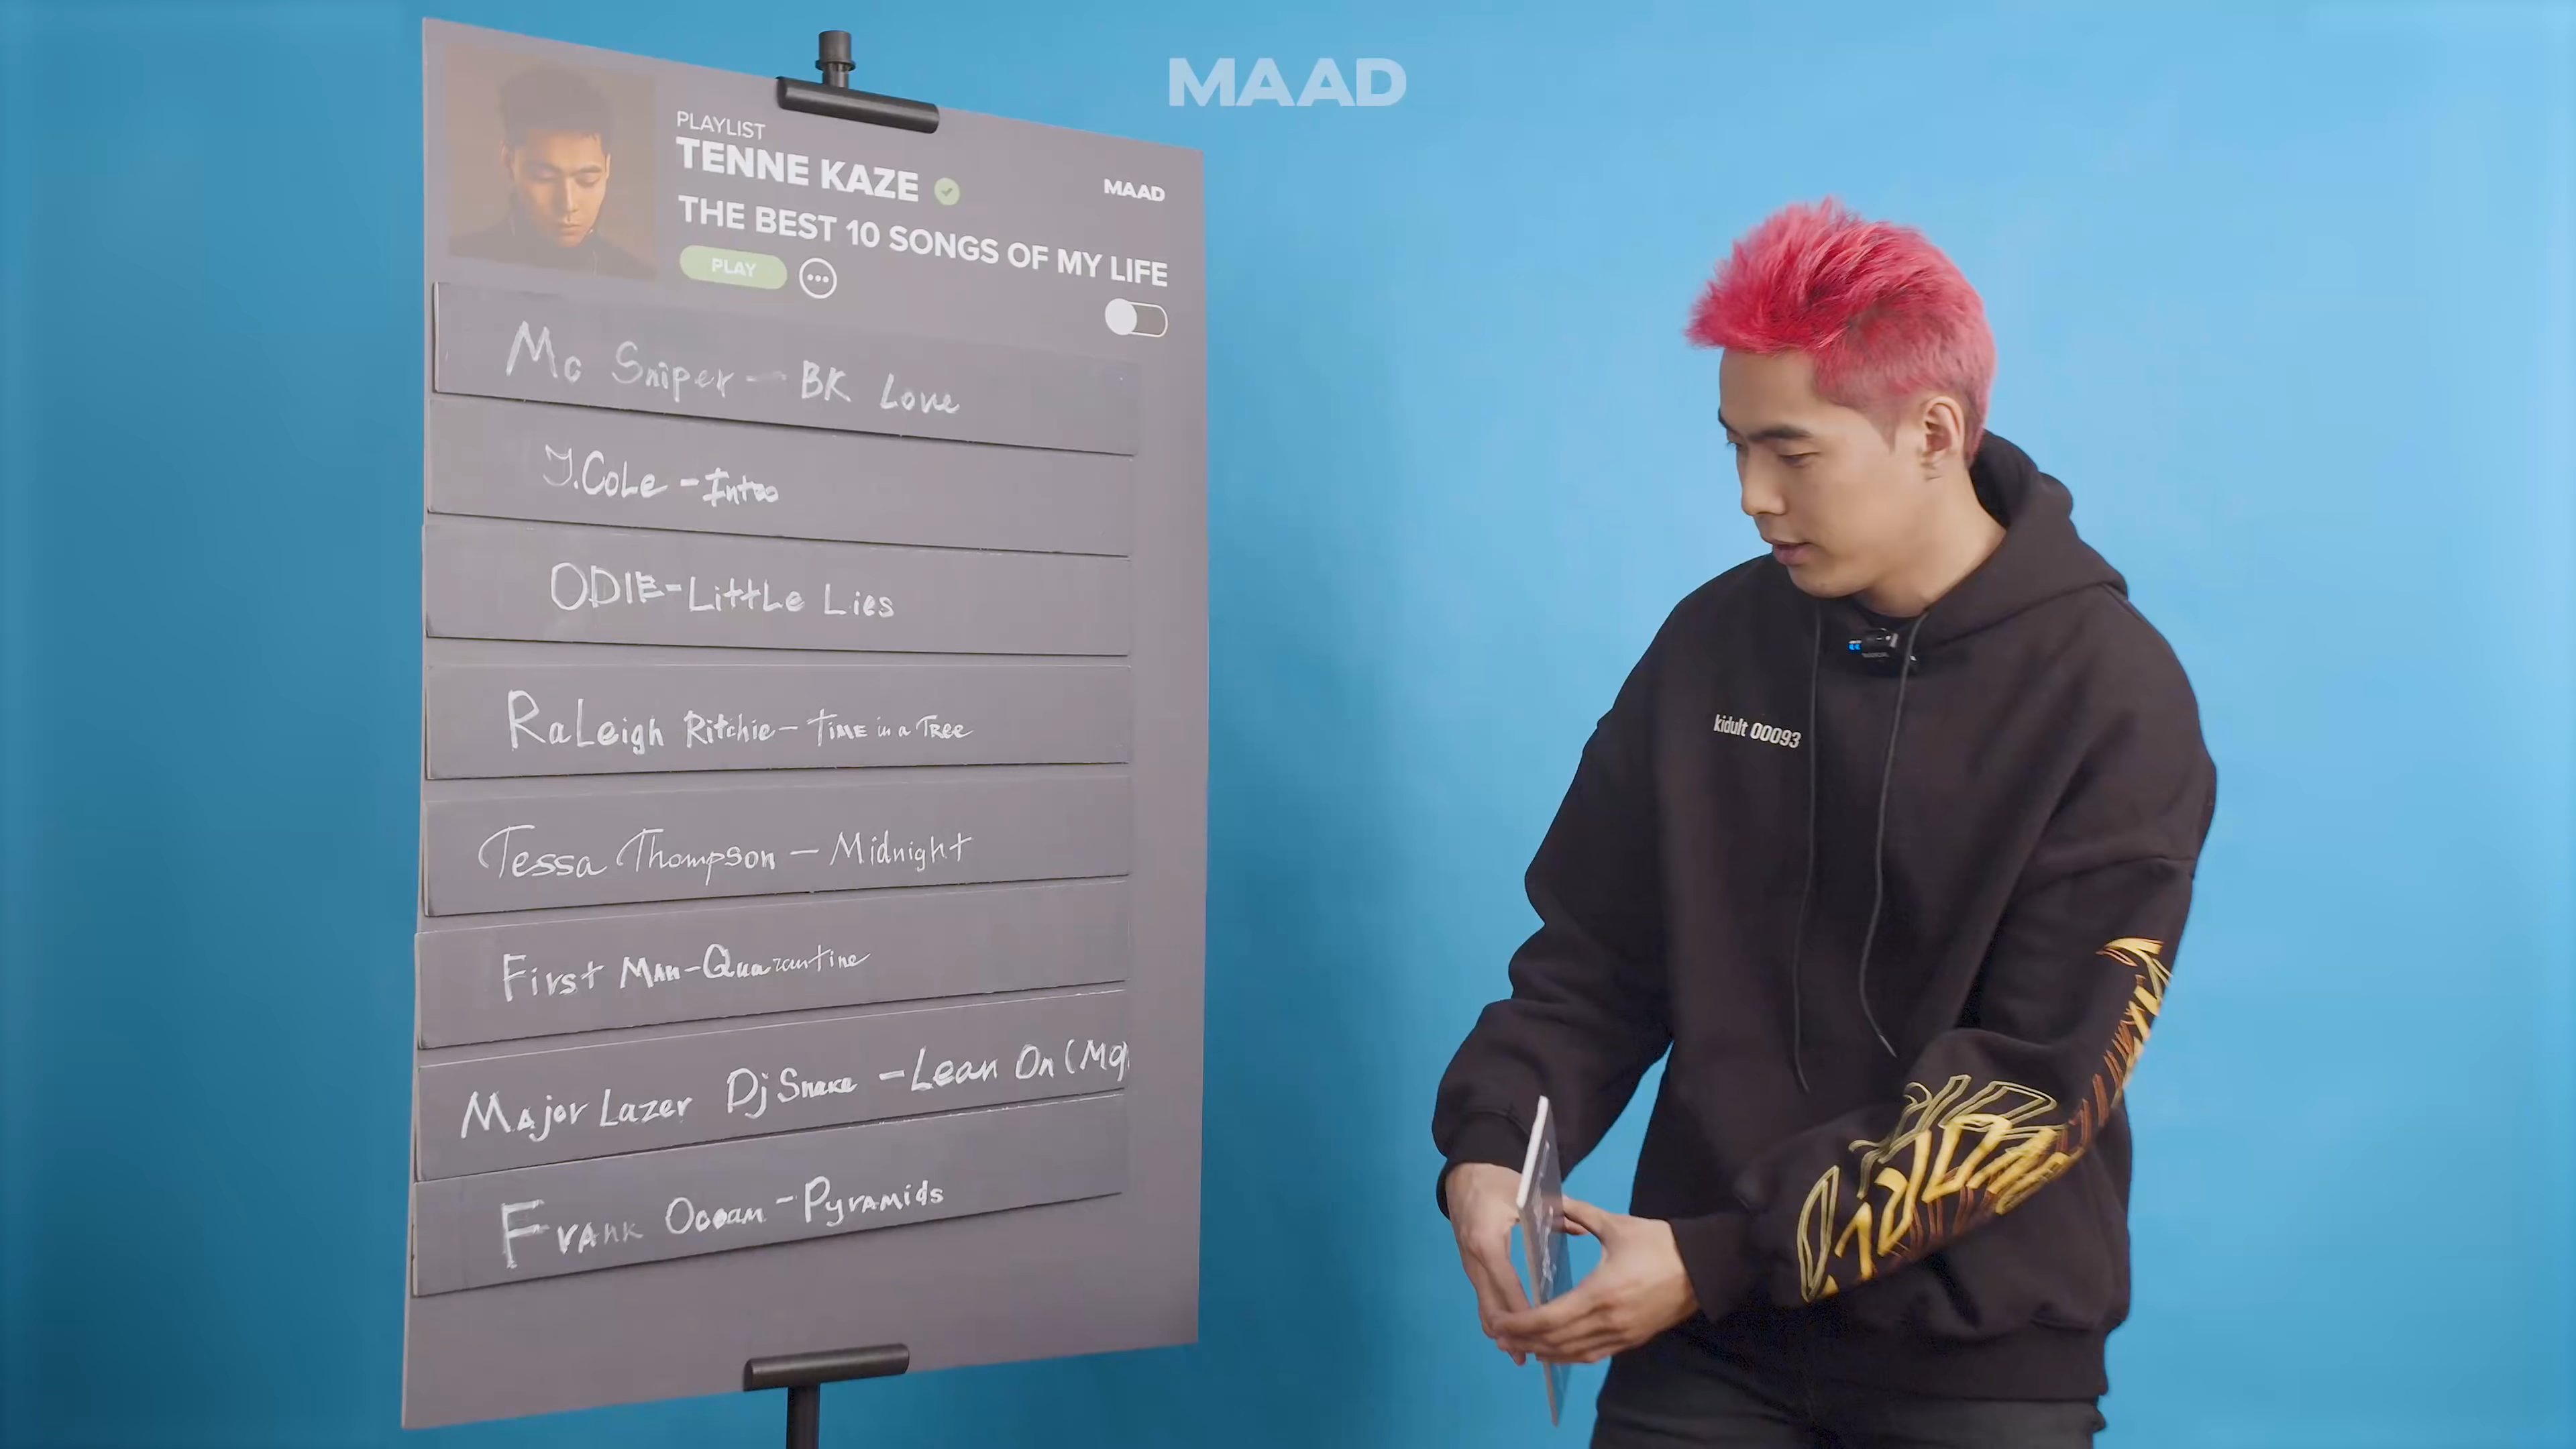 MAAD
PLAYLIST
TENNE KAZE
MAAD
THE BEST 10 SONGS OF MY LIFE
PLAY
Mc Sniper - BK Love
J.Cole - Intro
ODIE - Little Lies
RaLeigh Ritchie - TiME in a TRee
Tessa Thompson - Midnight
First Man - Quarantine
Major Lazer Dj Snake - Lean On (Mq
Frank Ocean - Pyramids
kidult 00093